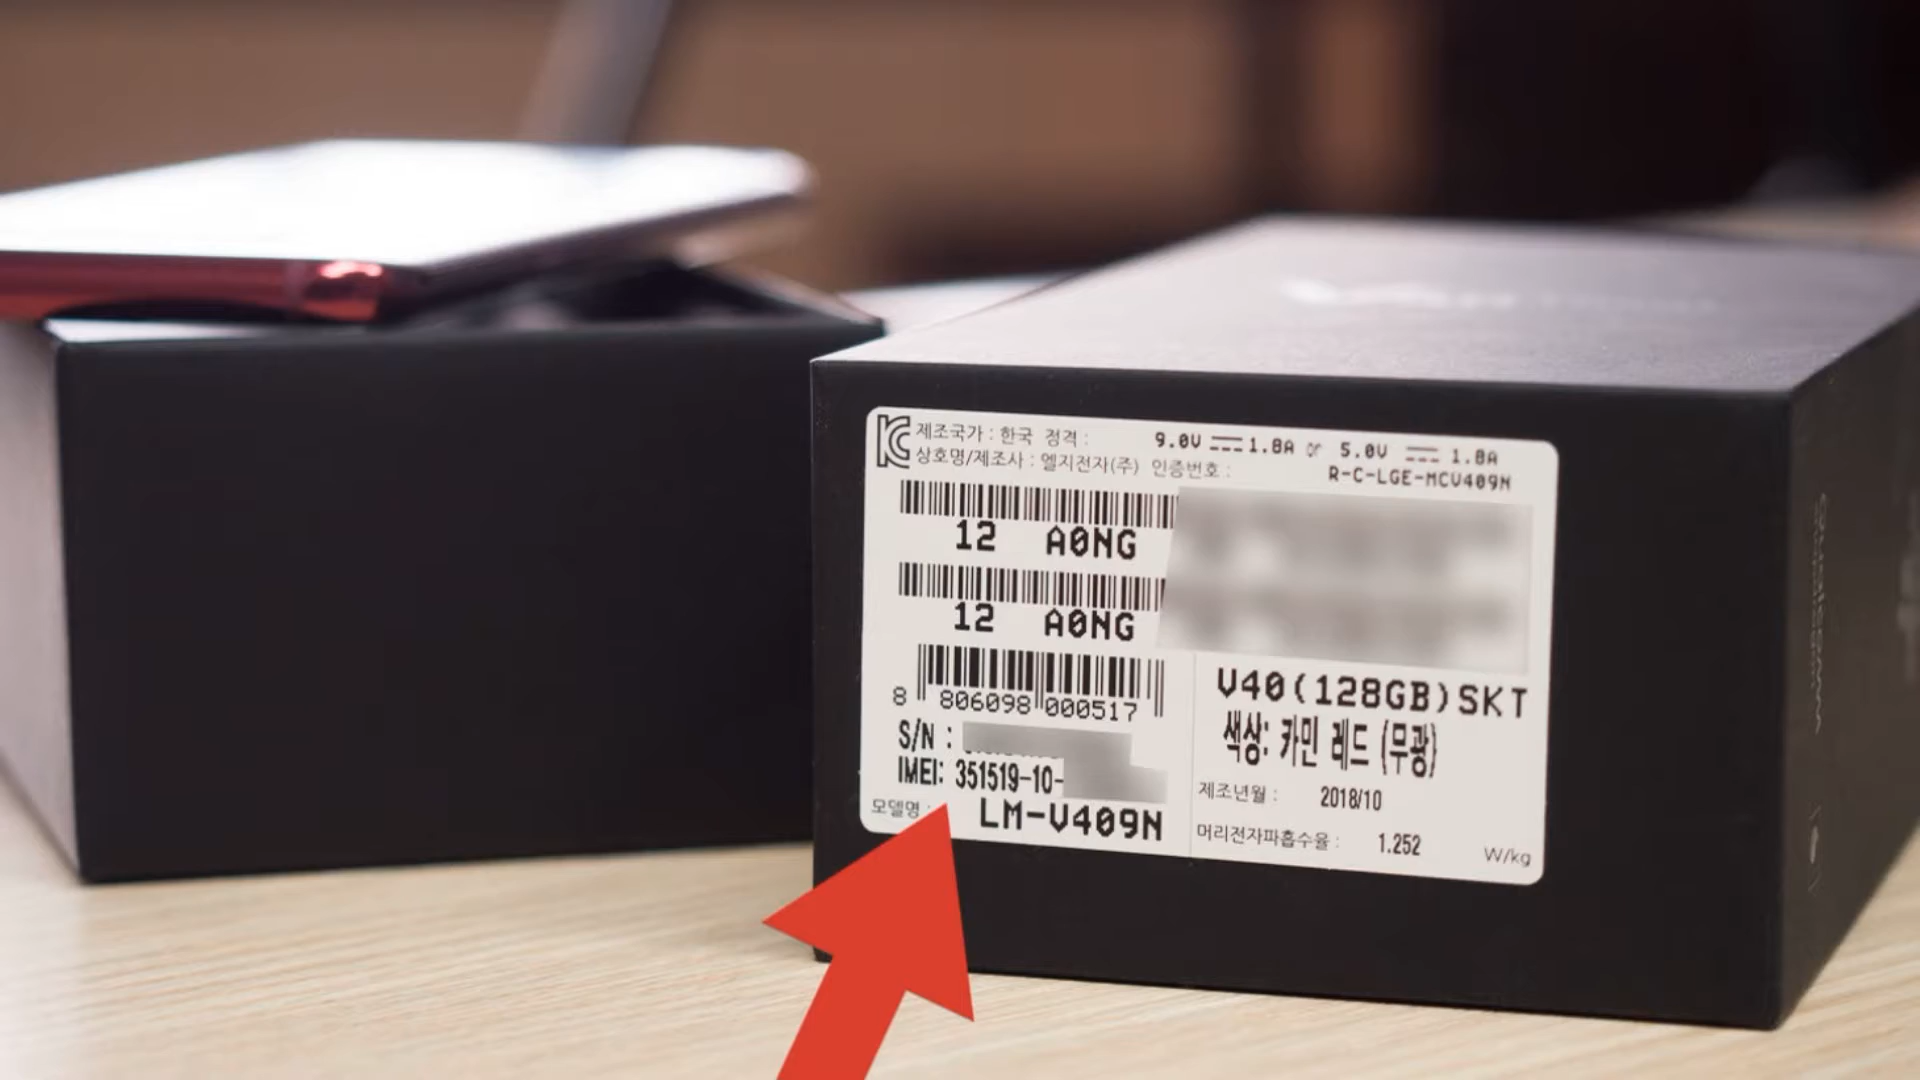 제조국가 : 한국 정격 : 9.0V 1.8A or 5.0V 1.8A
상호명/제조사 : 엘지전자(주) 인증번호 : R-C-LGE-MCV409N
12 A0NG
12 A0NG
8 806098 000517
S/N :
IMEI: 351519-10-
모델명 : LM-V409N
V40(128GB)SKT
색상: 카민 레드 (무광)
제조년월 : 2018/10
머리전자파흡수율 : 1.252 W/kg